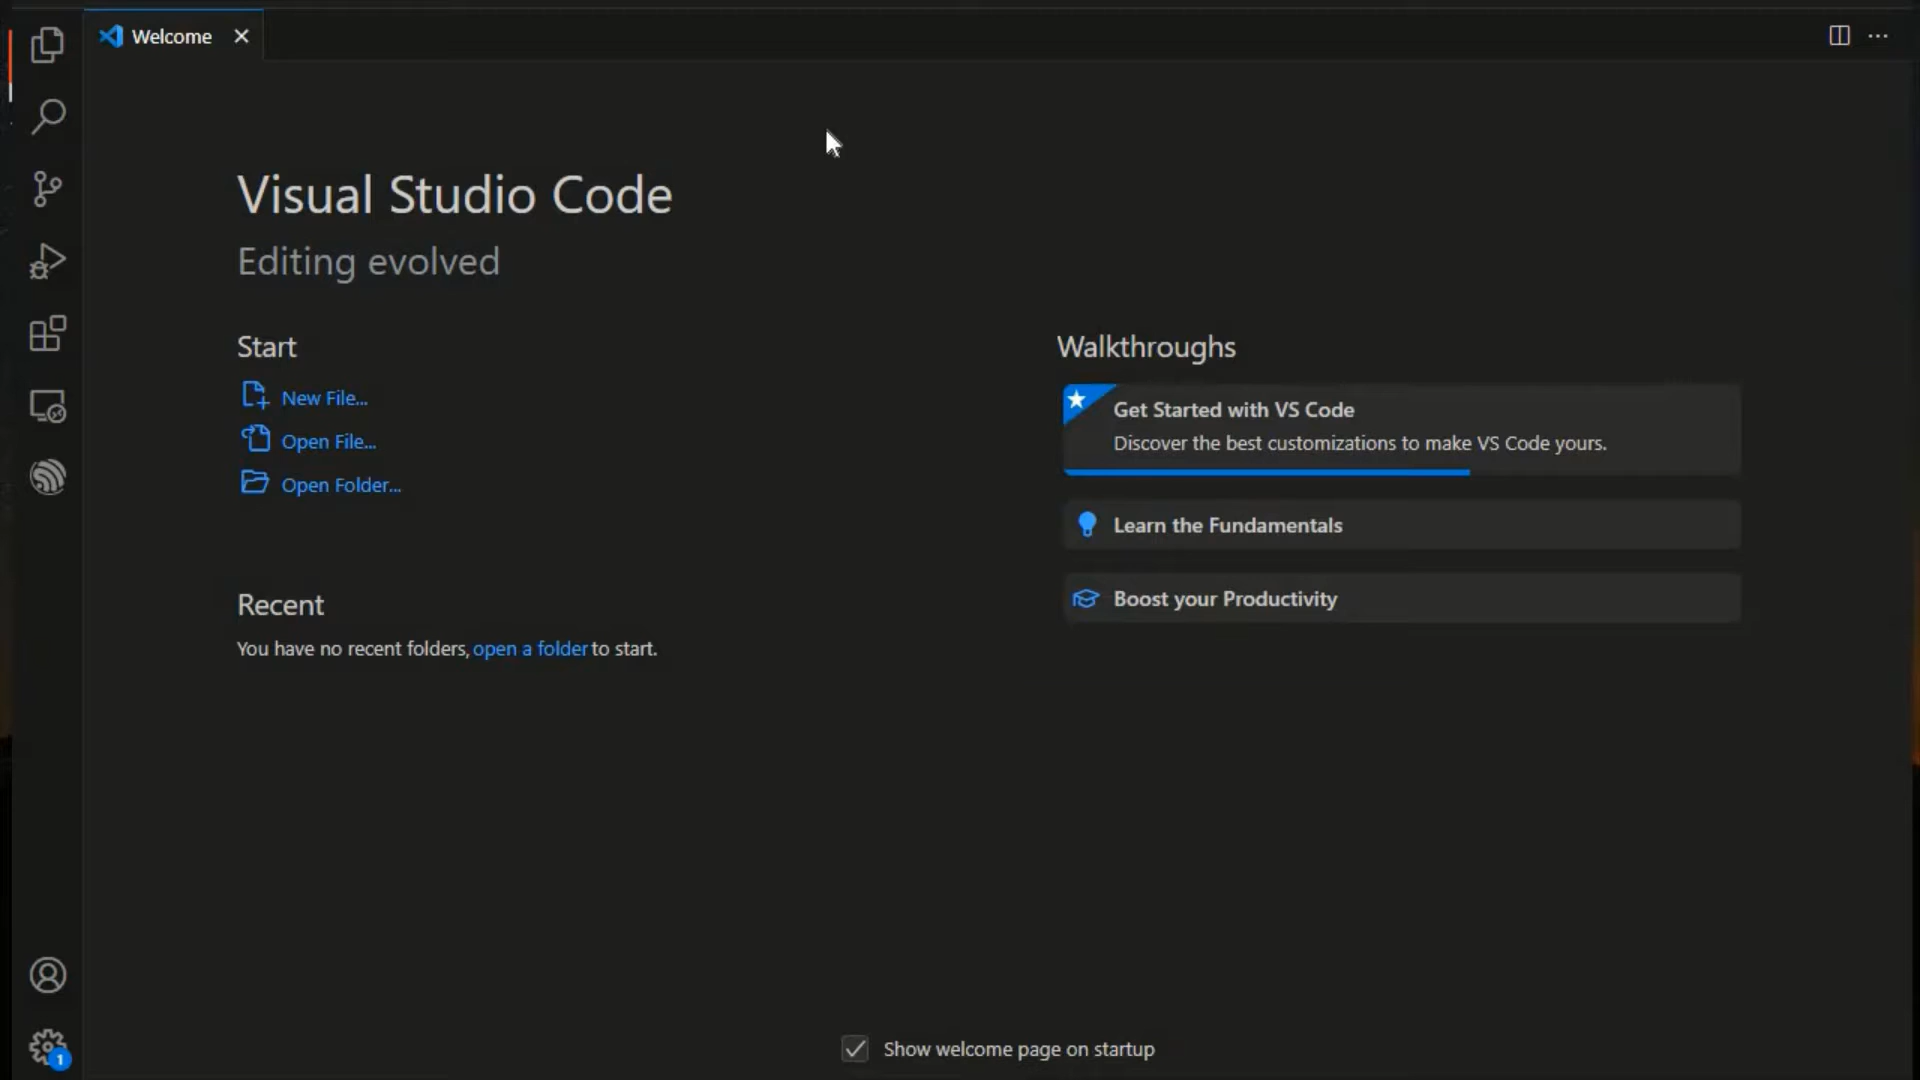 Welcome
Visual Studio Code
Editing evolved
Start
New File...
Open File...
Open Folder...
Recent
You have no recent folders, open a folder to start.
Walkthroughs
Get Started with VS Code
Discover the best customizations to make VS Code yours.
Learn the Fundamentals
Boost your Productivity
1
Show welcome page on startup